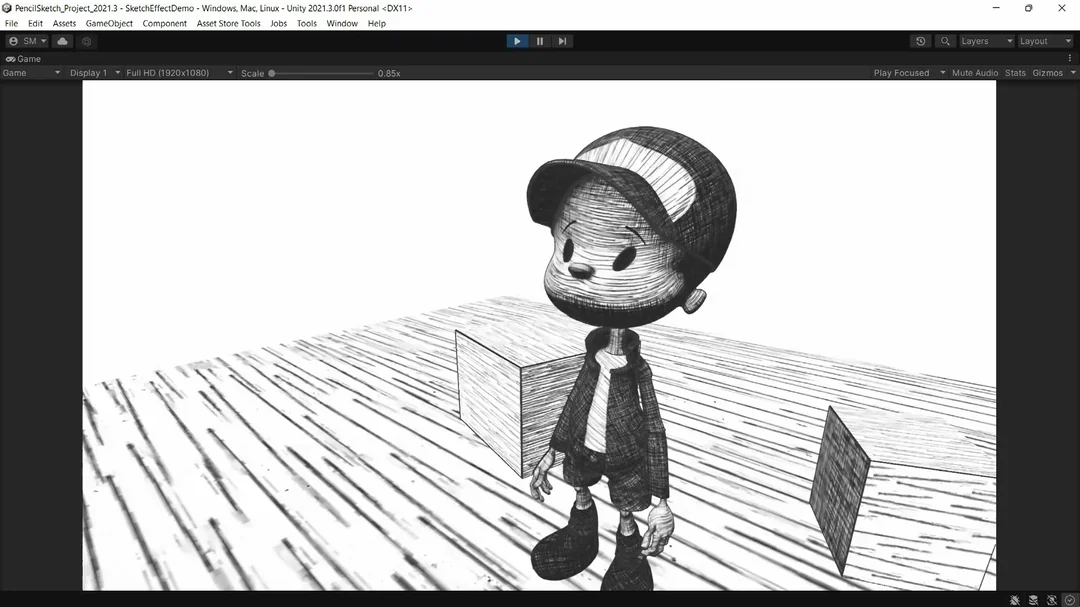 PencilSketch_Project_2021.3 - SketchEffectDemo - Windows, Mac, Linux - Unity 2021.3.0f1 Personal <DX11>
File Edit Assets GameObject Component Asset Store Tools Jobs Tools Window Help
SM Layers Layout
Game
Game Display 1 Full HD (1920x1080) Scale 0.85x Play Focused Mute Audio Stats Gizmos